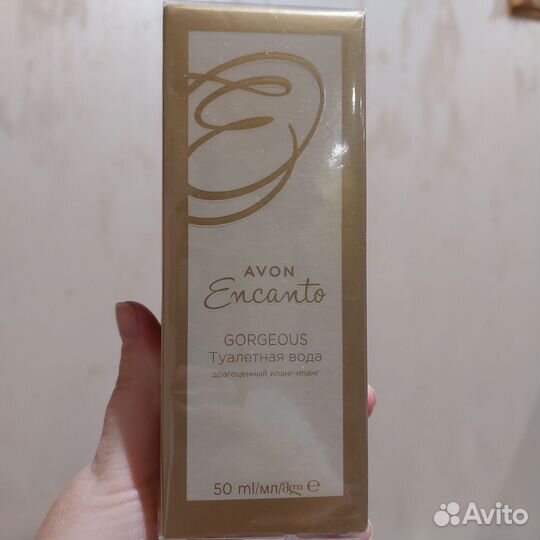 AVON
Encanto
GORGEOUS
Туалетная вода
драгоценный иланг-иланг
50 ml/мл/მლ e
Avito